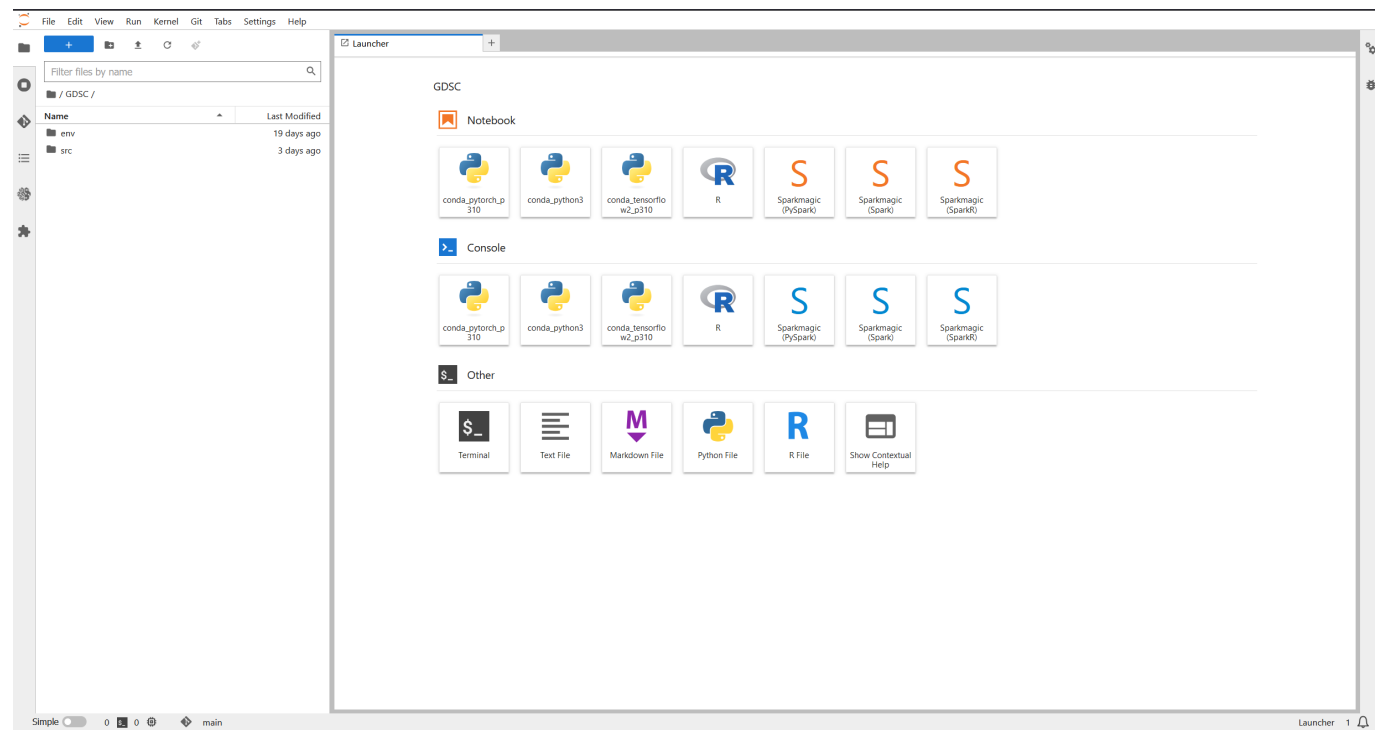 File Edit View Run Kernel Git Tabs Settings Help
+
Filter files by name
/ GDSC /
Name Last Modified
env 19 days ago
src 3 days ago
Launcher +
GDSC
Notebook
conda_pytorch_p
310
conda_python3
conda_tensorflo
w2_p310
R
R
S
Sparkmagic
(PySpark)
S
Sparkmagic
(Spark)
S
Sparkmagic
(SparkR)
>_ Console
conda_pytorch_p
310
conda_python3
conda_tensorflo
w2_p310
R
R
S
Sparkmagic
(PySpark)
S
Sparkmagic
(Spark)
S
Sparkmagic
(SparkR)
$_ Other
$_
Terminal
Text File
M
Markdown File
Python File
R
R File
Show Contextual
Help
Simple 0 $_ 0 main Launcher 1